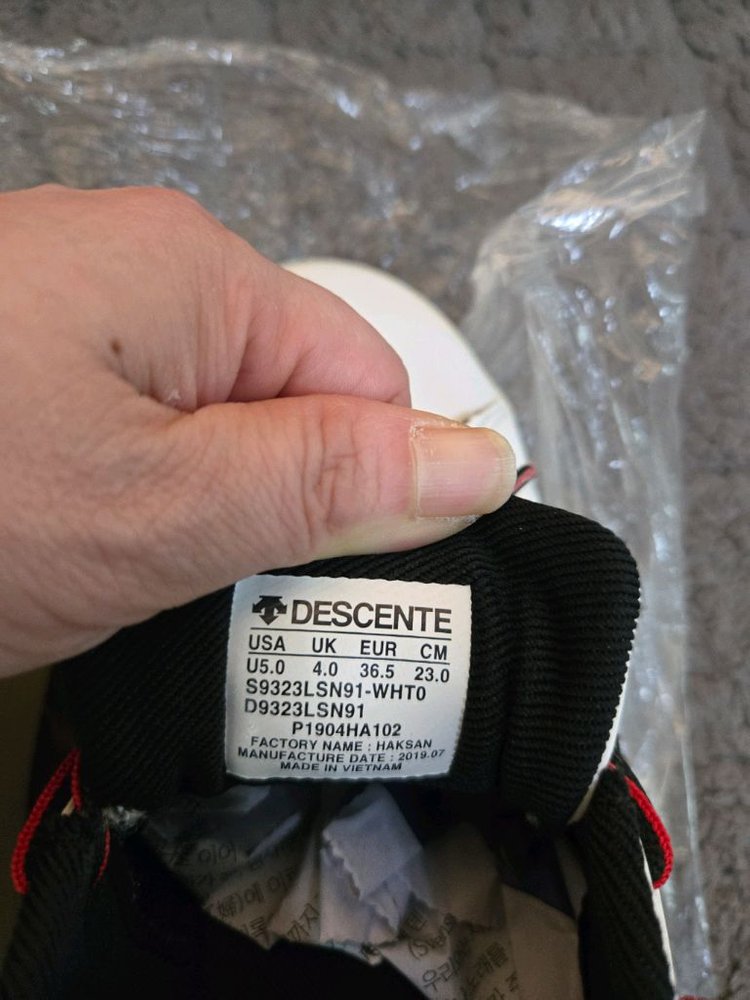 DESCENTE
USA UK EUR CM
U5.0 4.0 36.5 23.0
S9323LSN91-WHT0
D9323LSN91
P1904HA102
FACTORY NAME : HAKSAN
MANUFACTURE DATE : 2019.07
MADE IN VIETNAM